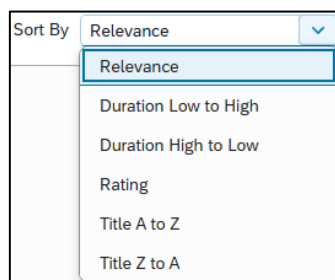 Sort By Relevance
Relevance
Duration Low to High
Duration High to Low
Rating
Title A to Z
Title Z to A